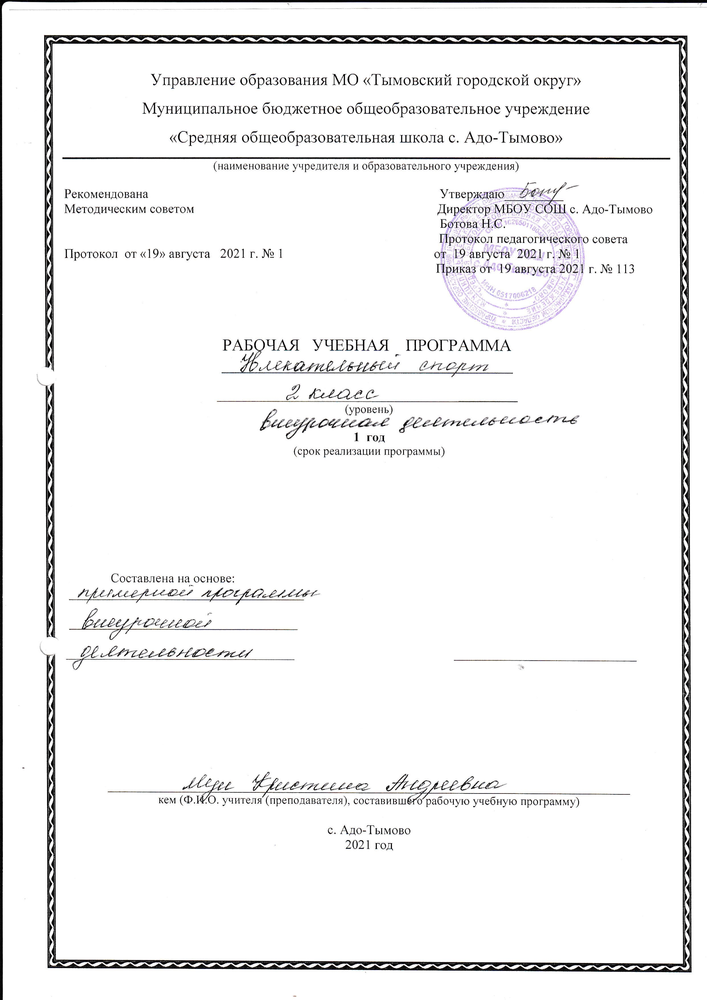 Управление образования МО «Тымовский городской округ»
Муниципальное бюджетное общеобразовательное учреждение
«Средняя общеобразовательная школа с. Адо-Тымово»
(наименование учредителя и образовательного учреждения)
Рекомендована
Методическим советом
Протокол от «19» августа 2021 г. № 1
Утверждаю
Директор МБОУ СОШ с. Адо-Тымово
Ботова Н.С.
Протокол педагогического совета
от 19 августа 2021 г. № 1
Приказ от 19 августа 2021 г. № 113
МБОУ СОШ
с. Адо-Тымово
ИНН 6517006218
РАБОЧАЯ УЧЕБНАЯ ПРОГРАММА
Увлекательный спорт
2 класс
(уровень)
внеурочная деятельность
1 год
(срок реализации программы)
Составлена на основе:
примерной программы
внеурочной
деятельности
Кристина Андреевна
кем (Ф.И.О. учителя (преподавателя), составившего рабочую учебную программу)
с. Адо-Тымово
2021 год